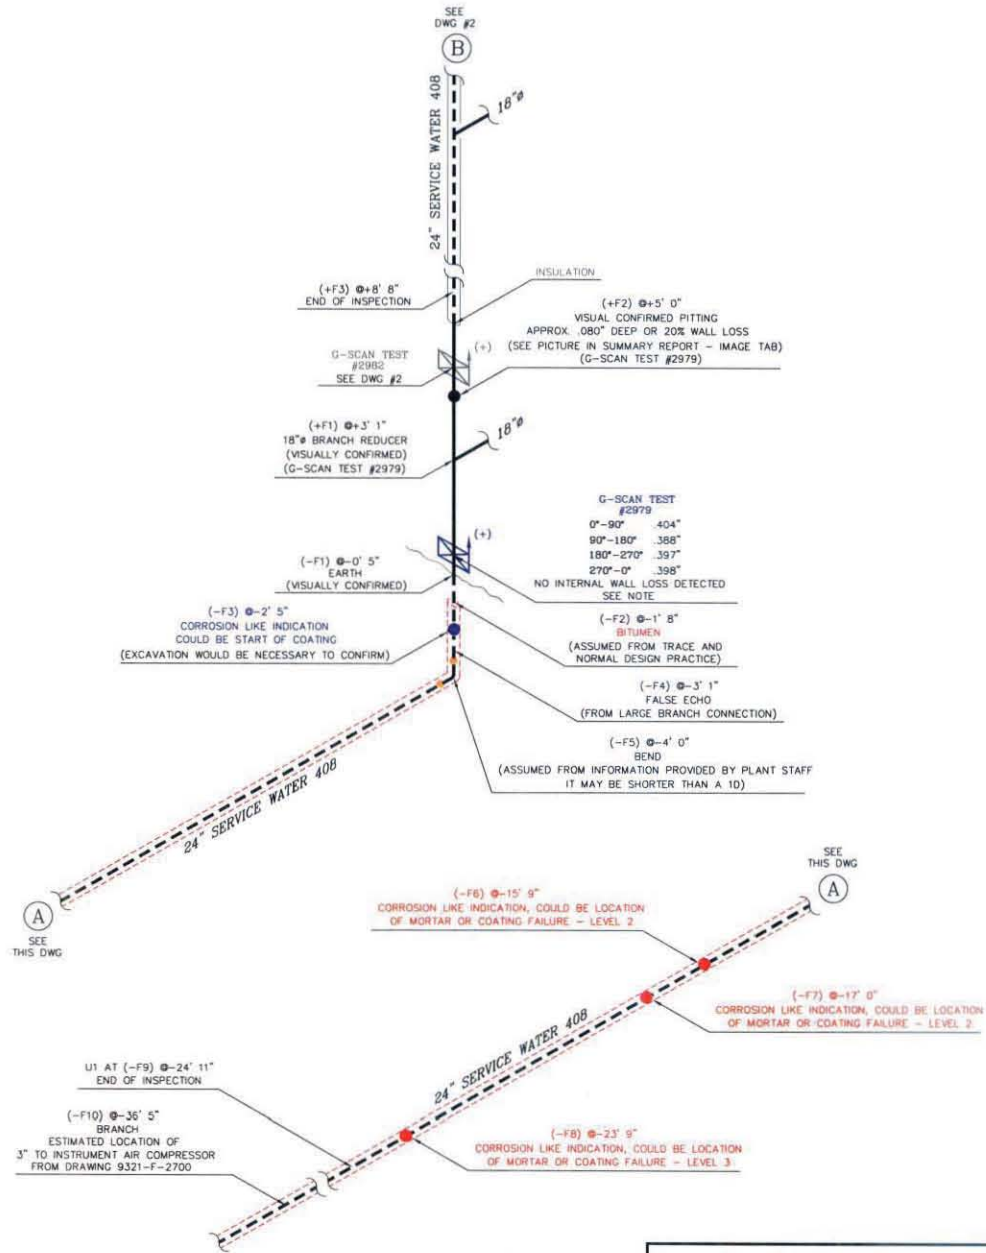 SEE
DWG #2
B
24" SERVICE WATER 408
18"ø
INSULATION
(+F3) @+8' 8"
END OF INSPECTION
(+F2) @+5' 0"
VISUAL CONFIRMED PITTING
APPROX. .080" DEEP OR 20% WALL LOSS
(SEE PICTURE IN SUMMARY REPORT - IMAGE TAB)
(G-SCAN TEST #2979)
G-SCAN TEST
#2982
SEE DWG #2
(+)
(+F1) @+3' 1"
18"ø BRANCH REDUCER
(VISUALLY CONFIRMED)
(G-SCAN TEST #2979)
18"ø
G-SCAN TEST
#2979
0°-90° .404"
90°-180° .388"
180°-270° .397"
270°-0° .398"
NO INTERNAL WALL LOSS DETECTED
SEE NOTE
(+)
(-F1) @-0' 5"
EARTH
(VISUALLY CONFIRMED)
(-F3) @-2' 5"
CORROSION LIKE INDICATION
COULD BE START OF COATING
(EXCAVATION WOULD BE NECESSARY TO CONFIRM)
(-F2) @-1' 8"
BITUMEN
(ASSUMED FROM TRACE AND
NORMAL DESIGN PRACTICE)
(-F4) @-3' 1"
FALSE ECHO
(FROM LARGE BRANCH CONNECTION)
(-F5) @-4' 0"
BEND
(ASSUMED FROM INFORMATION PROVIDED BY PLANT STAFF
IT MAY BE SHORTER THAN A 1D)
24" SERVICE WATER 408
A
SEE
THIS DWG
SEE
THIS DWG
A
(-F6) @-15' 9"
CORROSION LIKE INDICATION, COULD BE LOCATION
OF MORTAR OR COATING FAILURE - LEVEL 2
(-F7) @-17' 0"
CORROSION LIKE INDICATION, COULD BE LOCATION
OF MORTAR OR COATING FAILURE - LEVEL 2
24" SERVICE WATER 408
U1 AT (-F9) @-24' 11"
END OF INSPECTION
(-F10) @-36' 5"
BRANCH
ESTIMATED LOCATION OF
3" TO INSTRUMENT AIR COMPRESSOR
FROM DRAWING 9321-F-2700
(-F8) @-23' 9"
CORROSION LIKE INDICATION, COULD BE LOCATION
OF MORTAR OR COATING FAILURE - LEVEL 3